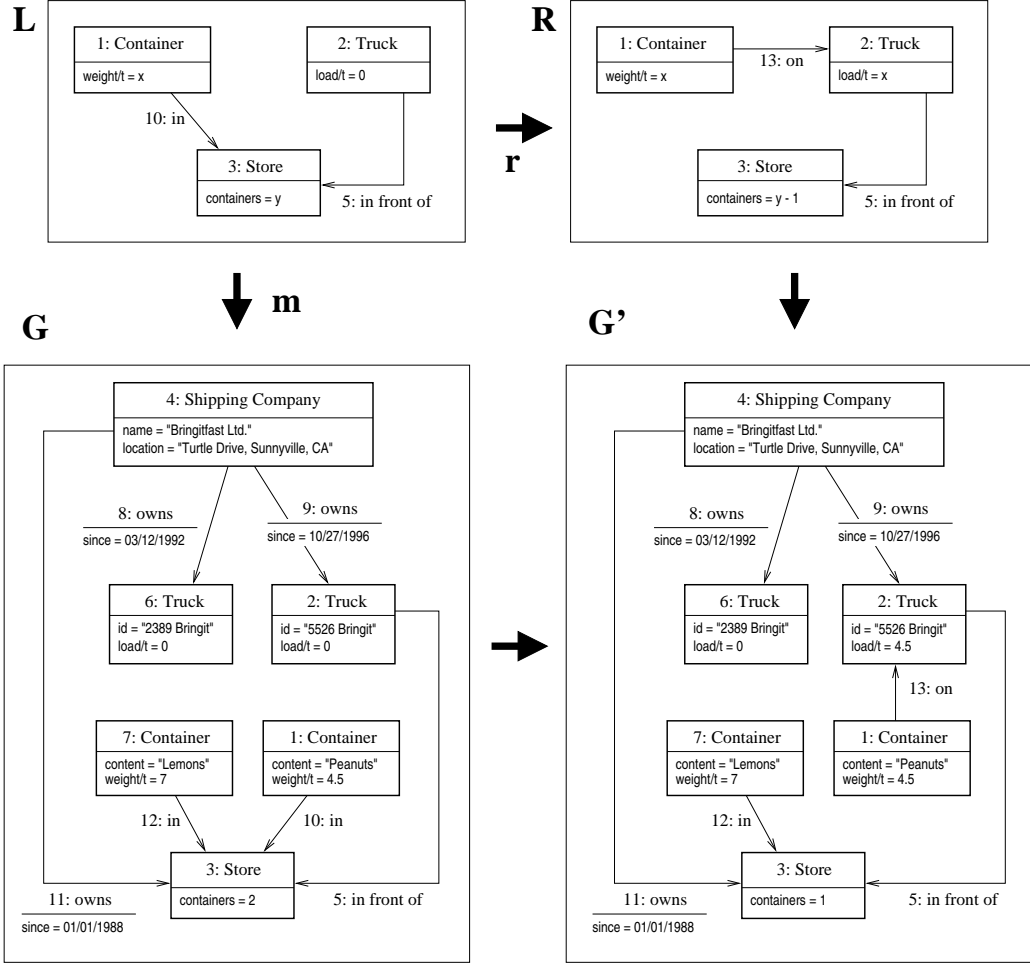 L
1: Container
weight/t = x
2: Truck
load/t = 0
10: in
3: Store
containers = y
5: in front of
r
R
1: Container
weight/t = x
13: on
2: Truck
load/t = x
3: Store
containers = y - 1
5: in front of
m
G
4: Shipping Company
name = "Bringitfast Ltd."
location = "Turtle Drive, Sunnyville, CA"
8: owns
since = 03/12/1992
9: owns
since = 10/27/1996
6: Truck
id = "2389 Bringit"
load/t = 0
2: Truck
id = "5526 Bringit"
load/t = 0
7: Container
content = "Lemons"
weight/t = 7
1: Container
content = "Peanuts"
weight/t = 4.5
12: in
10: in
3: Store
containers = 2
11: owns
since = 01/01/1988
5: in front of
G’
4: Shipping Company
name = "Bringitfast Ltd."
location = "Turtle Drive, Sunnyville, CA"
8: owns
since = 03/12/1992
9: owns
since = 10/27/1996
6: Truck
id = "2389 Bringit"
load/t = 0
2: Truck
id = "5526 Bringit"
load/t = 4.5
13: on
7: Container
content = "Lemons"
weight/t = 7
1: Container
content = "Peanuts"
weight/t = 4.5
12: in
3: Store
containers = 1
11: owns
since = 01/01/1988
5: in front of